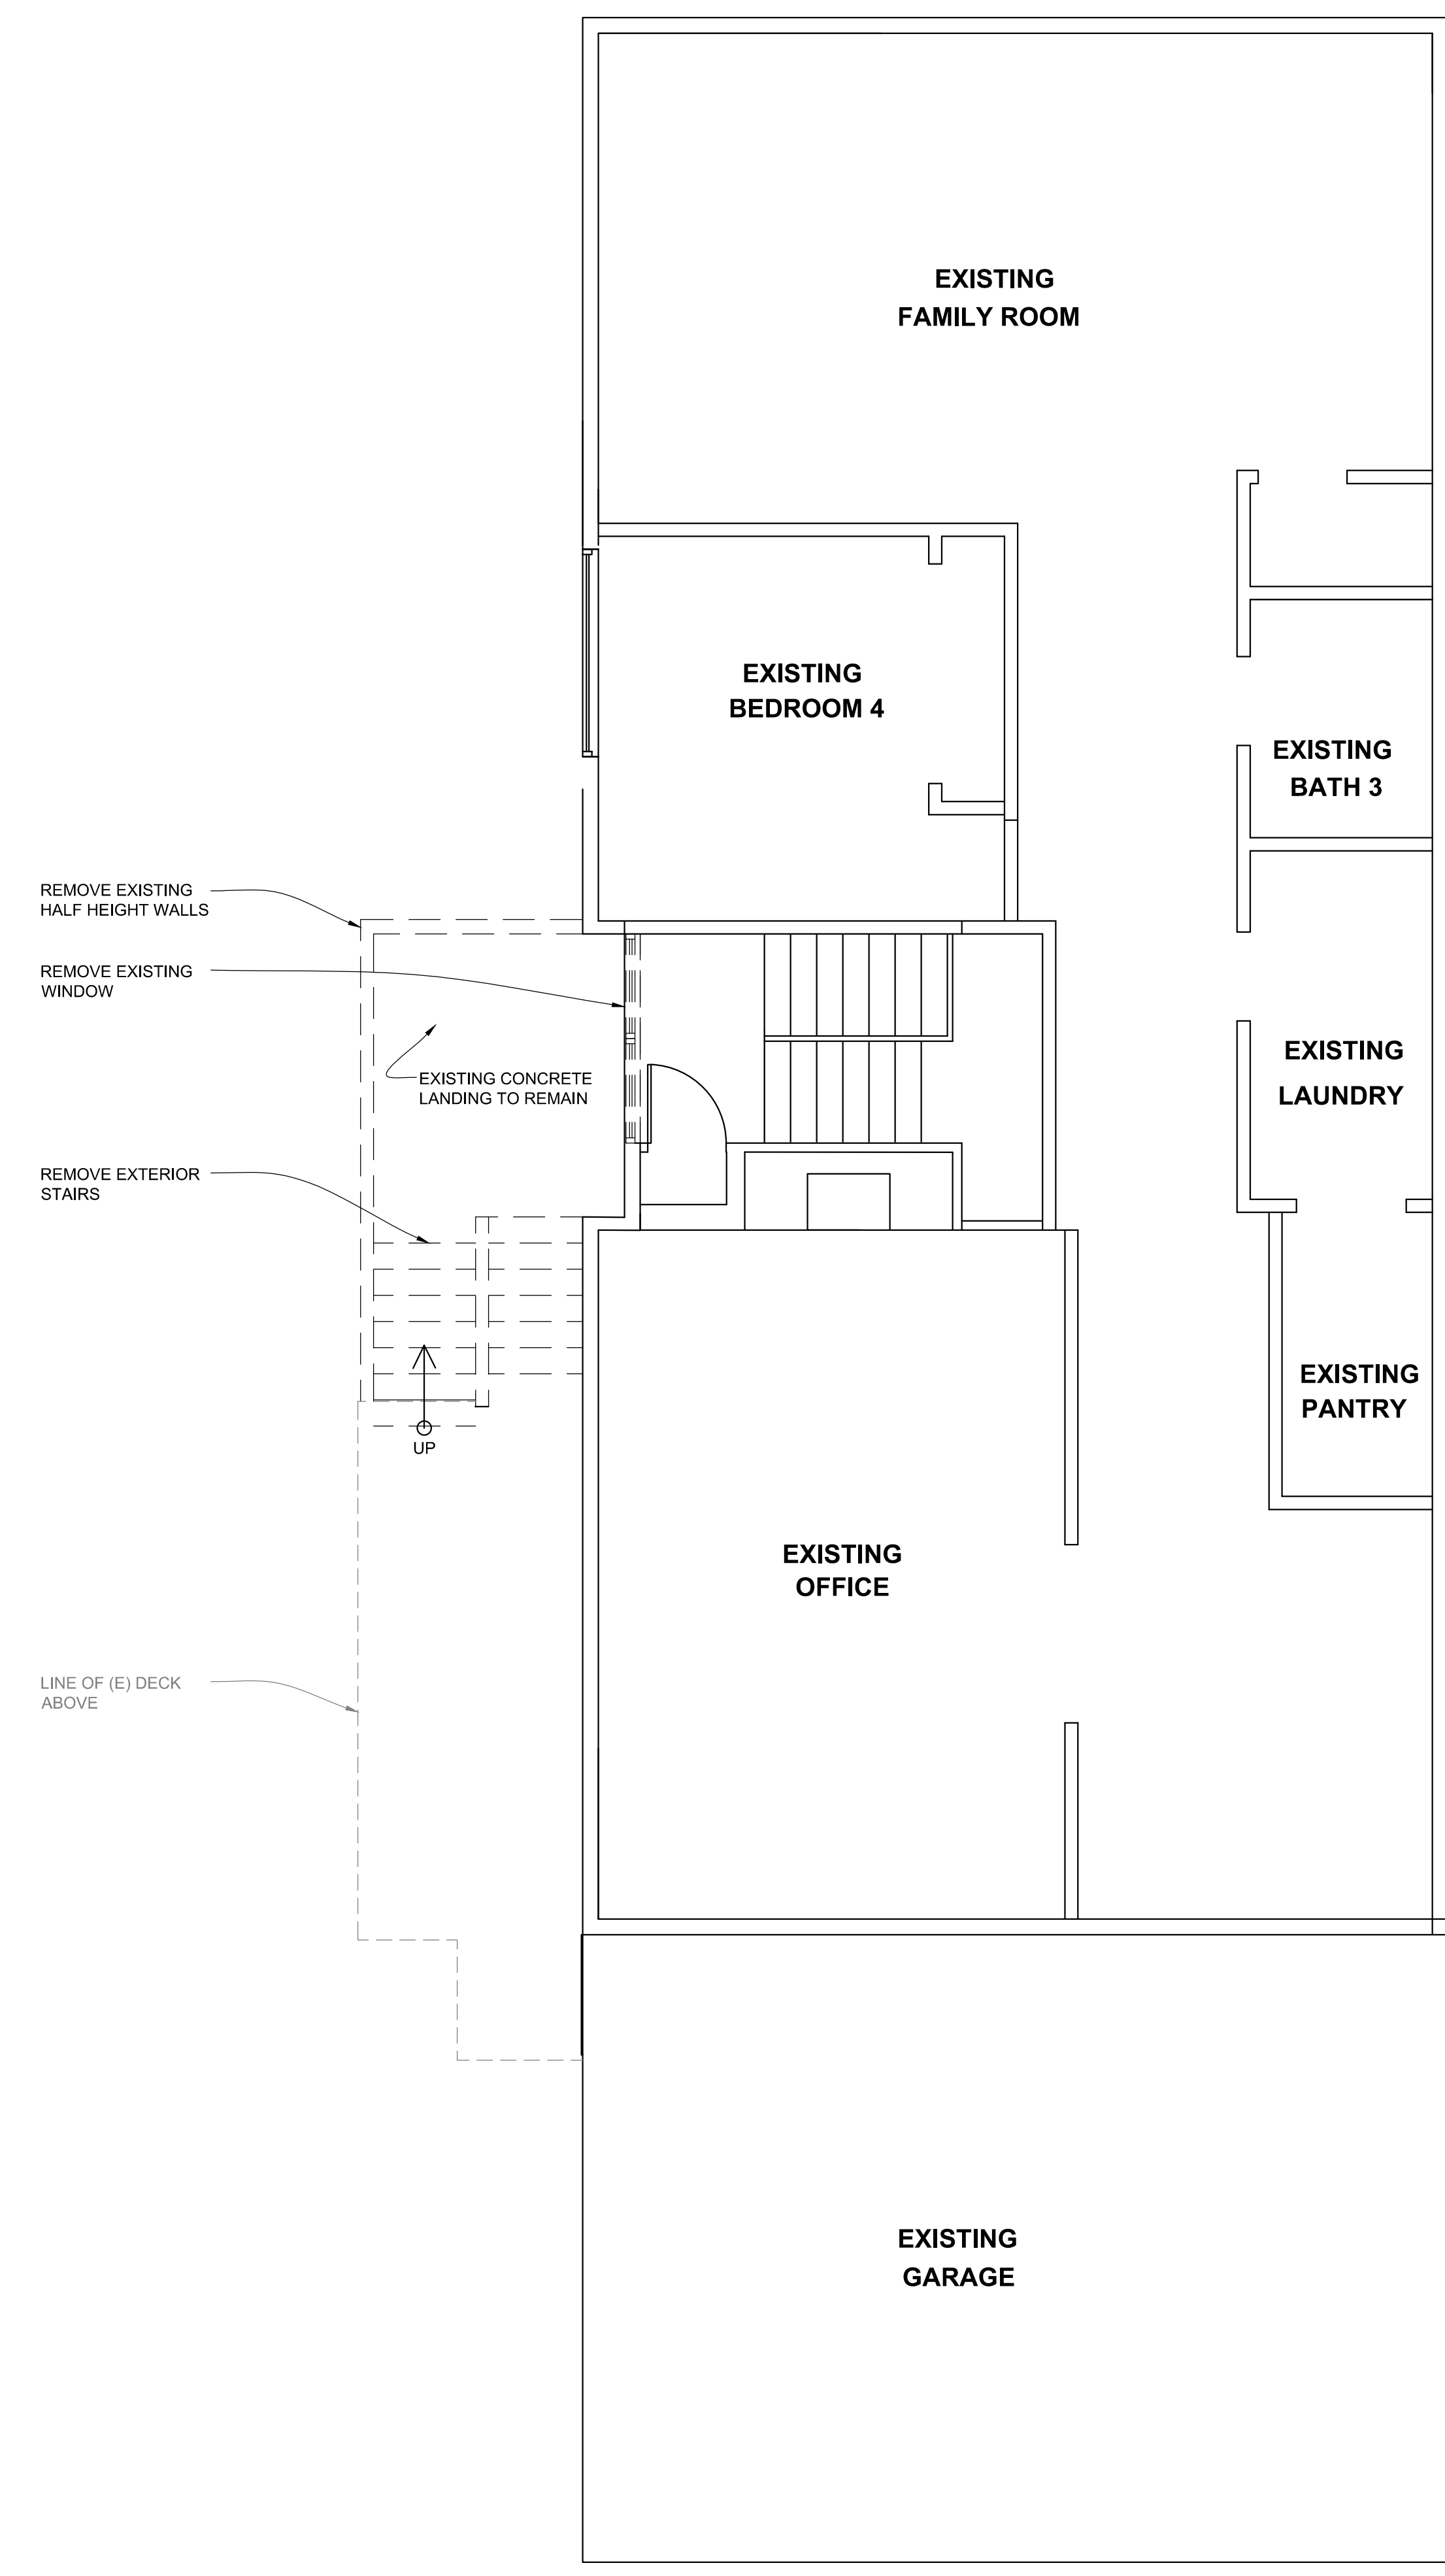 EXISTING
FAMILY ROOM
EXISTING
BEDROOM 4
EXISTING
BATH 3
REMOVE EXISTING
HALF HEIGHT WALLS
REMOVE EXISTING
WINDOW
EXISTING CONCRETE
LANDING TO REMAIN
EXISTING
LAUNDRY
REMOVE EXTERIOR
STAIRS
EXISTING
PANTRY
UP
EXISTING
OFFICE
LINE OF (E) DECK
ABOVE
EXISTING
GARAGE